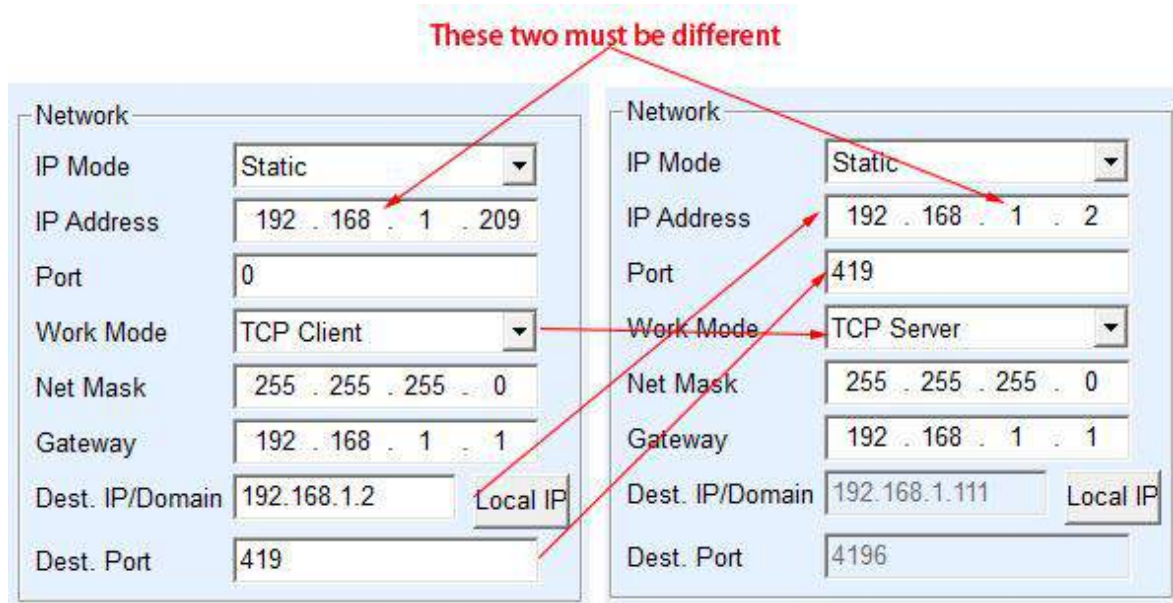 These two must be different
Network
IP Mode Static
IP Address 192 . 168 . 1 . 209
Port 0
Work Mode TCP Client
Net Mask 255 . 255 . 255 . 0
Gateway 192 . 168 . 1 . 1
Dest. IP/Domain 192.168.1.2 Local IP
Dest. Port 419
Network
IP Mode Static
IP Address 192 . 168 . 1 . 2
Port 419
Work Mode TCP Server
Net Mask 255 . 255 . 255 . 0
Gateway 192 . 168 . 1 . 1
Dest. IP/Domain 192.168.1.111 Local IP
Dest. Port 4196